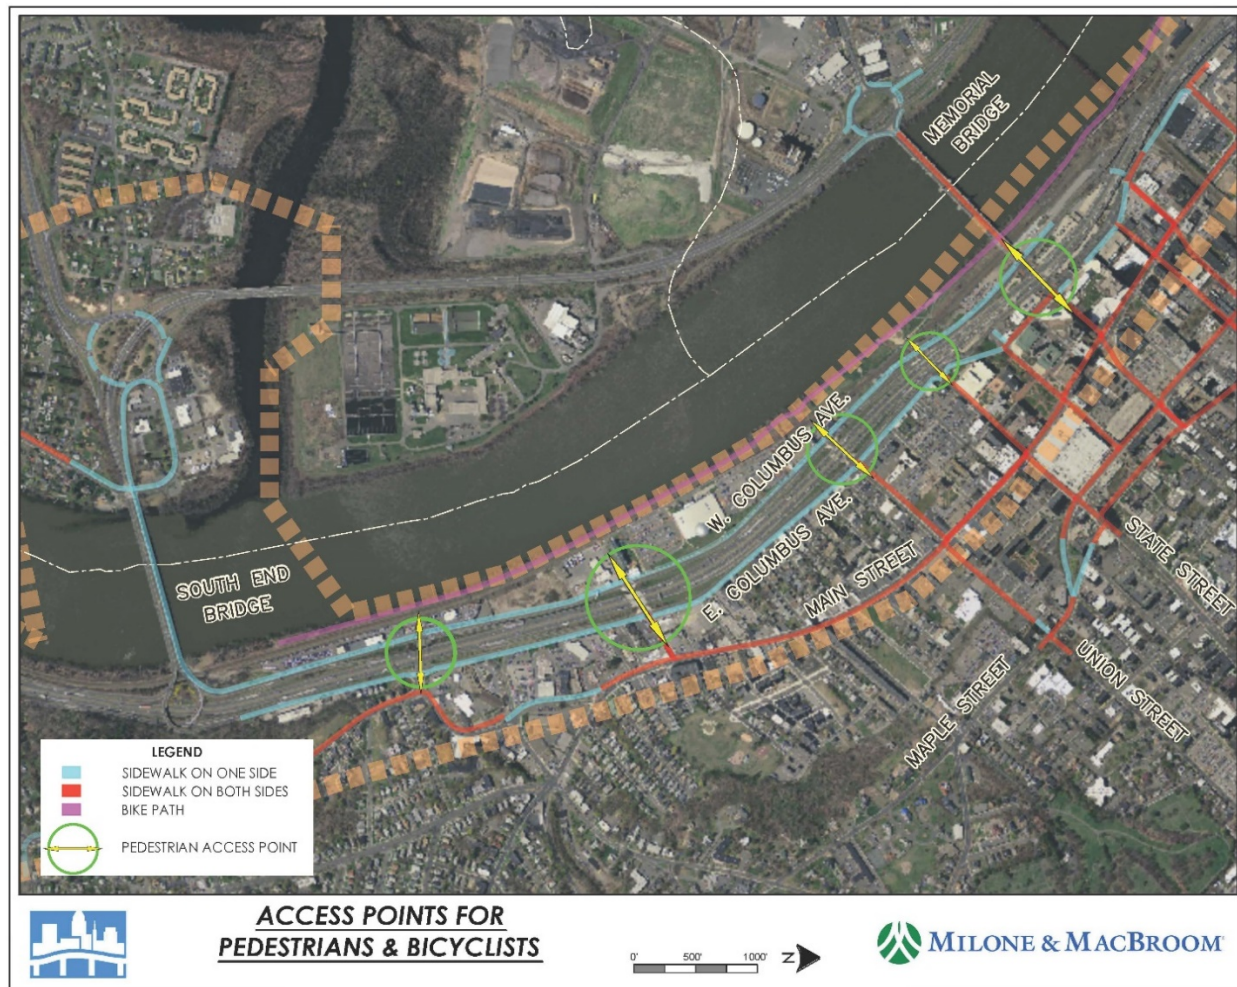 MEMORIAL
BRIDGE
W. COLUMBUS AVE.
E. COLUMBUS AVE.
SOUTH END
BRIDGE
MAIN STREET
STATE STREET
UNION STREET
MAPLE STREET
LEGEND
SIDEWALK ON ONE SIDE
SIDEWALK ON BOTH SIDES
BIKE PATH
PEDESTRIAN ACCESS POINT
ACCESS POINTS FOR
PEDESTRIANS & BICYCLISTS
0' 500' 1000'
N
MILONE & MACBROOM